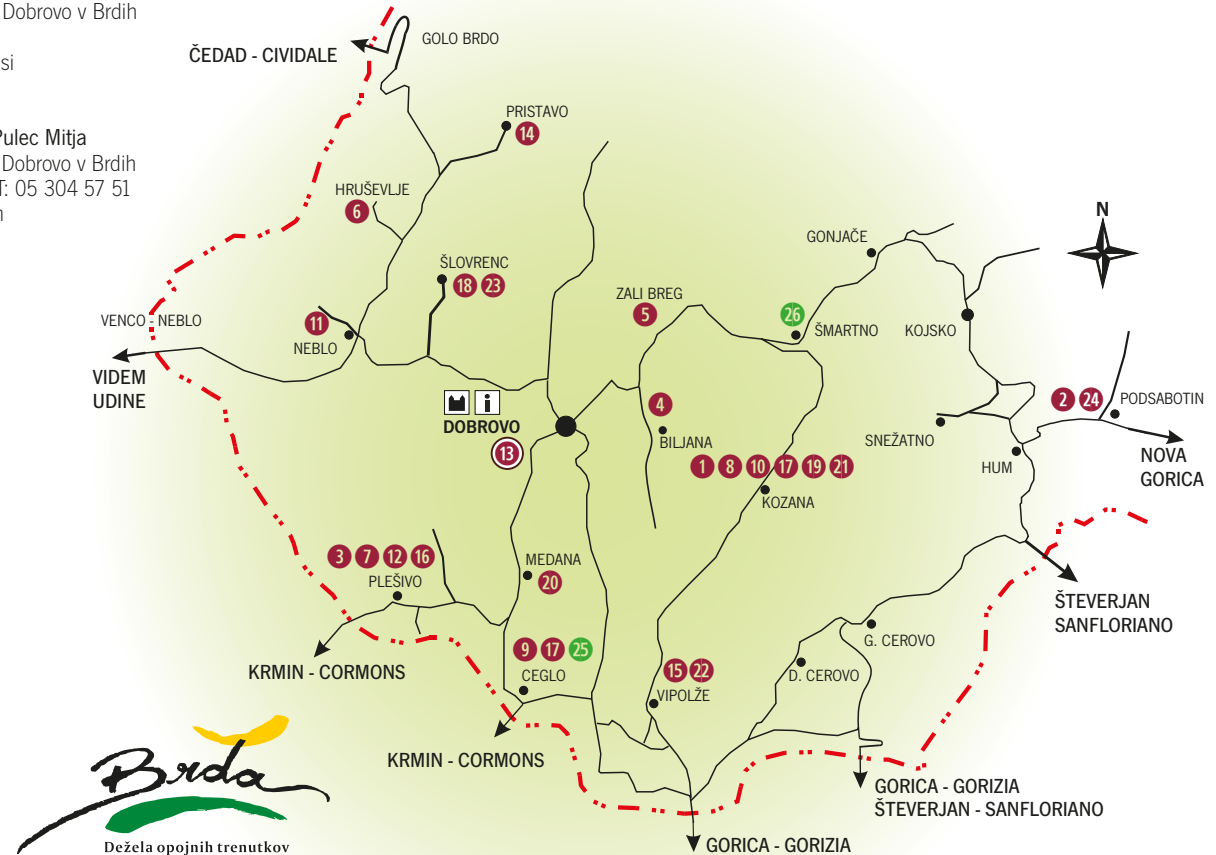 Dobrovo v Brdih
si
Pulec Mitja
Dobrovo v Brdih
T: 05 304 57 51
ČEDAD - CIVIDALE
GOLO BRDO
PRISTAVO
14
HRUŠEVLJE
6
ŠLOVRENC
18 23
ZALI BREG
5
GONJAČE
N
26
ŠMARTNO
KOJSKO
VENCO - NEBLO
11
NEBLO
VIDEM
UDINE
i
DOBROVO
13
4
BILJANA
2 24
PODSABOTIN
SNEŽATNO
HUM
NOVA
GORICA
1 8 10 17 19 21
KOZANA
3 7 12 16
PLEŠIVO
MEDANA
20
ŠTEVERJAN
SANFLORIANO
G. CEROVO
D. CEROVO
9 17 25
CEGLO
15 22
VIPOLŽE
KRMIN - CORMONS
KRMIN - CORMONS
GORICA - GORIZIA
ŠTEVERJAN - SANFLORIANO
GORICA - GORIZIA
Brda
Dežela opojnih trenutkov